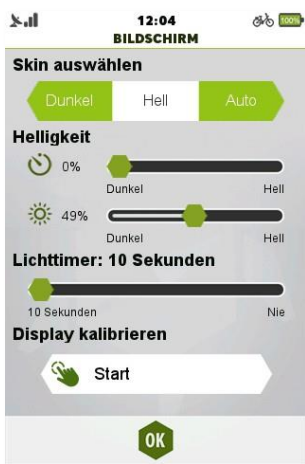 12:04
100%
BILDSCHIRM
Skin auswählen
Dunkel Hell Auto
Helligkeit
0%
Dunkel Hell
49%
Dunkel Hell
Lichttimer: 10 Sekunden
10 Sekunden Nie
Display kalibrieren
Start
OK